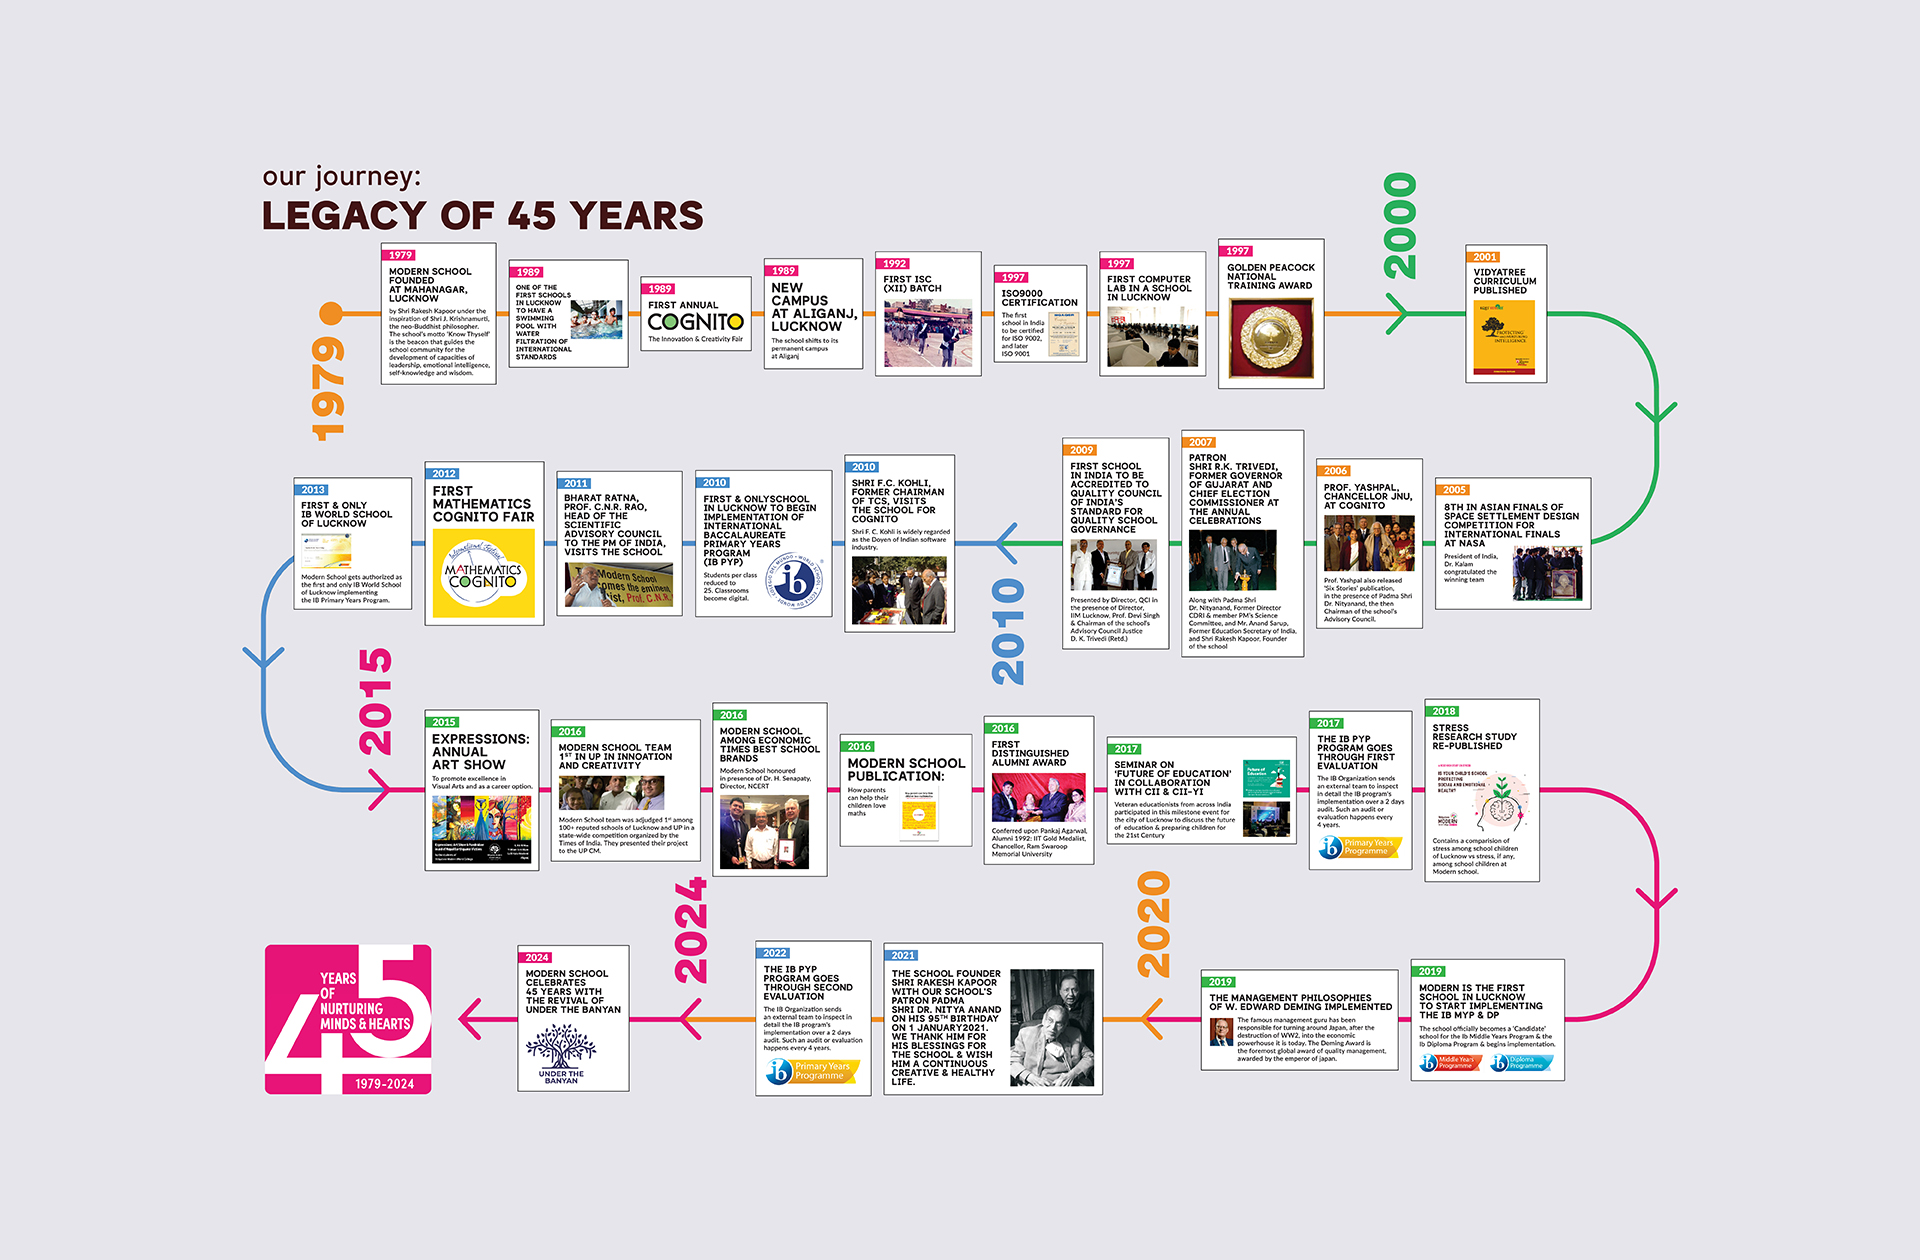 our journey:
LEGACY OF 45 YEARS
1979
1979
MODERN SCHOOL
FOUNDED
AT MAHANAGAR,
LUCKNOW
by Shri Rakesh Kapoor under the
inspiration of Shri J. Krishnamurti,
the neo-Buddhist philosopher.
The school's motto 'Know Thyself'
is the beacon that guides the
school community for the
development of capacities of
leadership, emotional intelligence,
self-knowledge and wisdom.
1989
ONE OF THE
FIRST SCHOOLS
IN LUCKNOW
TO HAVE A
SWIMMING
POOL WITH
WATER
FILTRATION OF
INTERNATIONAL
STANDARDS
1989
FIRST ANNUAL
COGNITO
The Innovation & Creativity Fair
1989
NEW
CAMPUS
AT ALIGANJ,
LUCKNOW
The school shifts to its
permanent campus
at Aliganj
1992
FIRST ISC
(XII) BATCH
1997
ISO9000
CERTIFICATION
The first
school in India
to be certified
for ISO 9002,
and later
ISO 9001
1997
FIRST COMPUTER
LAB IN A SCHOOL
IN LUCKNOW
1997
GOLDEN PEACOCK
NATIONAL
TRAINING AWARD
2000
2001
VIDYATREE
CURRICULUM
PUBLISHED
PROTECTING
INTELLIGENCE
2005
8TH IN ASIAN FINALS OF
SPACE SETTLEMENT DESIGN
COMPETITION FOR
INTERNATIONAL FINALS
AT NASA
President of India,
Dr. Kalam
congratulated the
winning team
2006
PROF. YASHPAL,
CHANCELLOR JNU,
AT COGNITO
Prof. Yashpal also released
'Six Stories' publication,
in the presence of Padma Shri
Dr. Nityanand, the then
Chairman of the school's
Advisory Council.
2007
PATRON
SHRI R.K. TRIVEDI,
FORMER GOVERNOR
OF GUJARAT AND
CHIEF ELECTION
COMMISSIONER AT
THE ANNUAL
CELEBRATIONS
Along with Padma Shri
Dr. Nityanand, Former Director
CDRI & member PM's Science
Committee, and Mr. Anand Sarup,
Former Education Secretary of India,
and Shri Rakesh Kapoor, Founder
of the school
2009
FIRST SCHOOL
IN INDIA TO BE
ACCREDITED TO
QUALITY COUNCIL
OF INDIA'S
STANDARD FOR
QUALITY SCHOOL
GOVERNANCE
Presented by Director, QCI in
the presence of Director,
IIM Lucknow, Prof. Devi Singh
& Chairman of the school's
Advisory Council Justice
D. K. Trivedi (Retd.)
2010
2010
SHRI F.C. KOHLI,
FORMER CHAIRMAN
OF TCS, VISITS
THE SCHOOL FOR
COGNITO
Shri F. C. Kohli is widely regarded
as the Doyen of Indian software
Industry.
2010
FIRST & ONLYSCHOOL
IN LUCKNOW TO BEGIN
IMPLEMENTATION OF
INTERNATIONAL
BACCALAUREATE
PRIMARY YEARS
PROGRAM
(IB PYP)
Students per class
reduced to
25. Classrooms
become digital.
2011
BHARAT RATNA,
PROF. C.N.R. RAO,
HEAD OF THE
SCIENTIFIC
ADVISORY COUNCIL
TO THE PM OF INDIA,
VISITS THE SCHOOL
Modern School
comes the eminent
ist, Prof. C.N.R.
2012
FIRST
MATHEMATICS
COGNITO FAIR
International Festival
MATHEMATICS
COGNITO
2013
FIRST & ONLY
IB WORLD SCHOOL
OF LUCKNOW
Modern School gets authorized as
the first and only IB World School
of Lucknow implementing
the IB Primary Years Program.
2015
2015
EXPRESSIONS:
ANNUAL
ART SHOW
To promote excellence in
Visual Arts and as a career option.
2016
MODERN SCHOOL TEAM
1ST IN UP IN INNOATION
AND CREATIVITY
Modern School team was adjudged 1st among
100+ reputed schools of Lucknow and UP in a
state-wide competition organized by the
Times of India. They presented their project
to the UP CM.
2016
MODERN SCHOOL
AMONG ECONOMIC
TIMES BEST SCHOOL
BRANDS
Modern School honoured
in presence of Dr. H. Senapaty,
Director, NCERT
2016
MODERN SCHOOL
PUBLICATION:
How parents
can help their
children love
maths
2016
FIRST
DISTINGUISHED
ALUMNI AWARD
Conferred upon Pankaj Agarwal,
Alumni 1992; IIT Gold Medalist,
Chancellor, Ram Swaroop
Memorial University
2017
SEMINAR ON
'FUTURE OF EDUCATION'
IN COLLABORATION
WITH CII & CII-YI
Veteran educationists from across India
participated in this milestone event for
the city of Lucknow to discuss the future
of education & preparing children for
the 21st Century
Future of
Education
2017
THE IB PYP
PROGRAM GOES
THROUGH FIRST
EVALUATION
The IB Organization sends
an external team to inspect
in detail the IB program's
implementation over a 2 days
audit. Such an audit or
evaluation happens every
4 years.
ib Primary Years
Programme
2018
STRESS
RESEARCH STUDY
RE-PUBLISHED
IS YOUR CHILD'S SCHOOL
PROTECTING
SOCIAL AND EMOTIONAL
HEALTH?
MODERN
Contains a comparision of
stress among school children
of Lucknow vs stress, if any,
among school children at
Modern school.
2019
MODERN IS THE FIRST
SCHOOL IN LUCKNOW
TO START IMPLEMENTING
THE IB MYP & DP
The school officially becomes a 'Candidate'
school for the Ib Middle Years Program & the
Ib Diploma Program & begins implementation.
ib Middle Years
Programme
ib Diploma
Programme
2019
THE MANAGEMENT PHILOSOPHIES
OF W. EDWARD DEMING IMPLEMENTED
The famous management guru has been
responsible for turning around Japan, after the
destruction of WW2, into the economic
powerhouse it is today. The Deming Award is
the foremost global award of quality management,
awarded by the emperor of Japan.
2020
2021
THE SCHOOL FOUNDER
SHRI RAKESH KAPOOR
WITH OUR SCHOOL'S
PATRON PADMA
SHRI DR. NITYA ANAND
ON HIS 95TH BIRTHDAY
ON 1 JANUARY2021.
WE THANK HIM FOR
HIS BLESSINGS FOR
THE SCHOOL & WISH
HIM A CONTINUOUS
CREATIVE & HEALTHY
LIFE.
2022
THE IB PYP
PROGRAM GOES
THROUGH SECOND
EVALUATION
The IB Organization sends
an external team to inspect in
detail the IB program's
implementation over a 2 days
audit. Such an audit or evaluation
happens every 4 years.
ib Primary Years
Programme
2024
2024
MODERN SCHOOL
CELEBRATES
45 YEARS WITH
THE REVIVAL OF
UNDER THE BANYAN
UNDER THE
BANYAN
45
YEARS
OF
NURTURING
MINDS & HEARTS
1979-2024